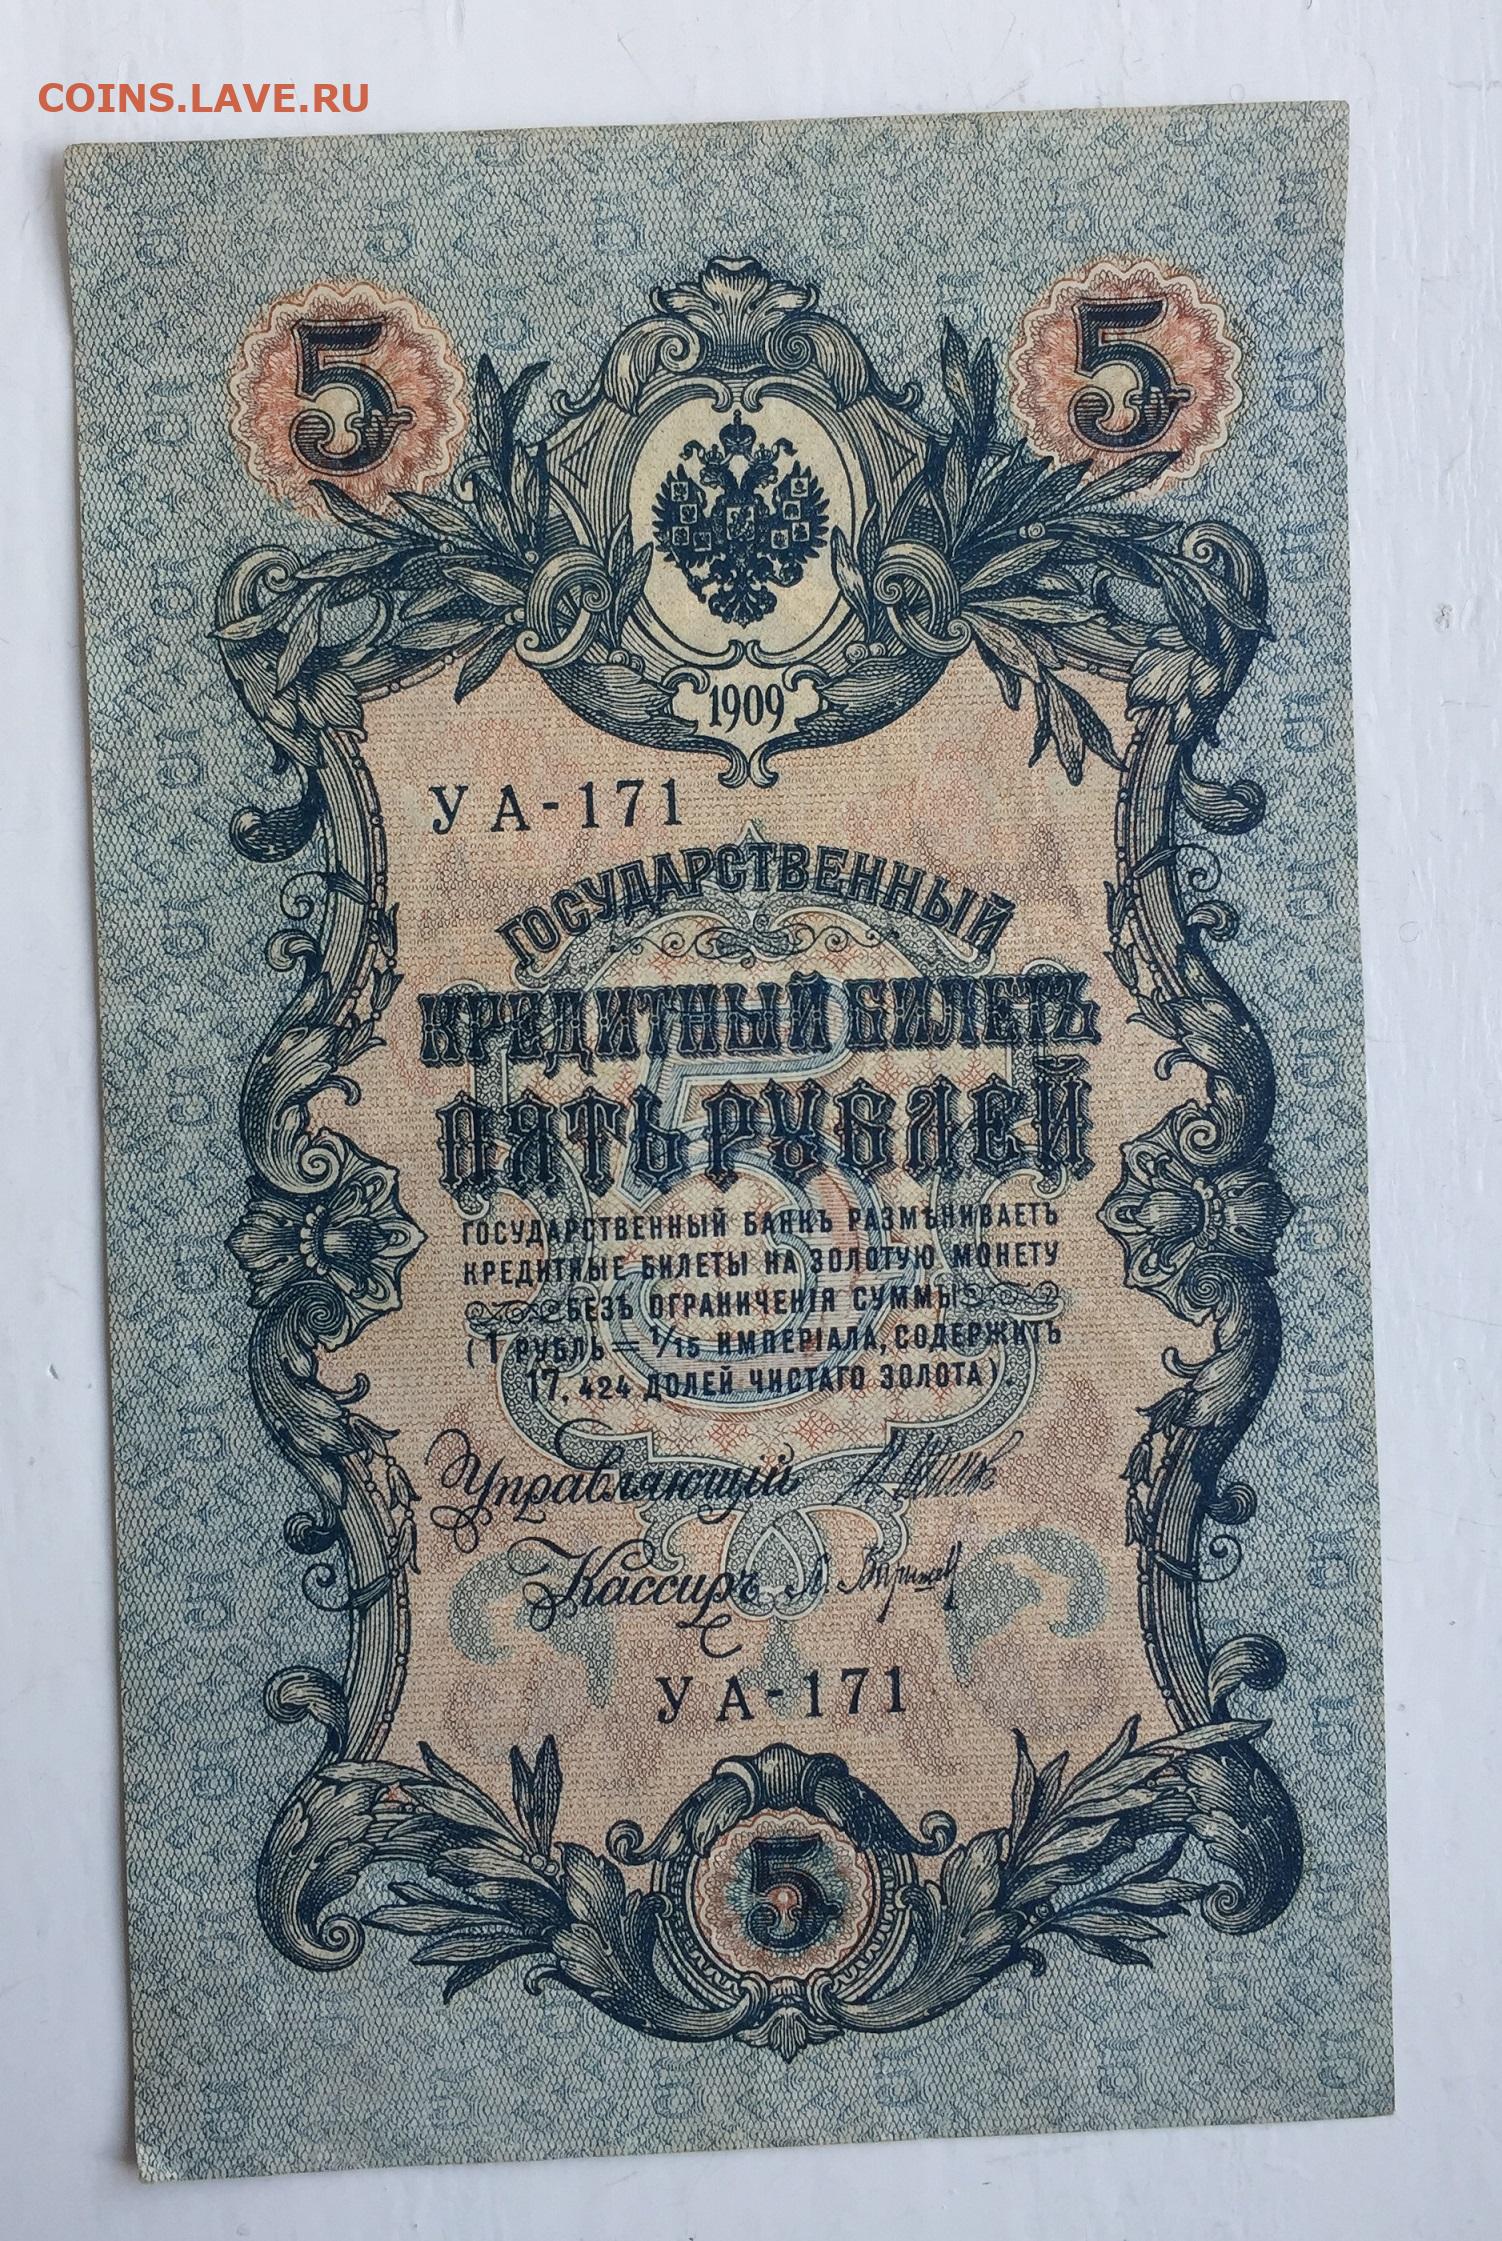 COINS.LAVE.RU
5 5
1909
УА-171
ГОСУДАРСТВЕННЫЙ
КРЕДИТНЫЙ БИЛЕТЪ
ПЯТЬ РУБЛЕЙ
ГОСУДАРСТВЕННЫЙ БАНКЪ РАЗМѢНИВАЕТЪ
КРЕДИТНЫЕ БИЛЕТЫ НА ЗОЛОТУЮ МОНЕТУ
БЕЗЪ ОГРАНИЧЕНІЯ СУММЫ
(1 РУБЛЬ = 1/15 ИМПЕРІАЛА, СОДЕРЖИТЪ
17,424 ДОЛЕЙ ЧИСТАГО ЗОЛОТА).
Управляющій
Кассиръ
УА-171
5